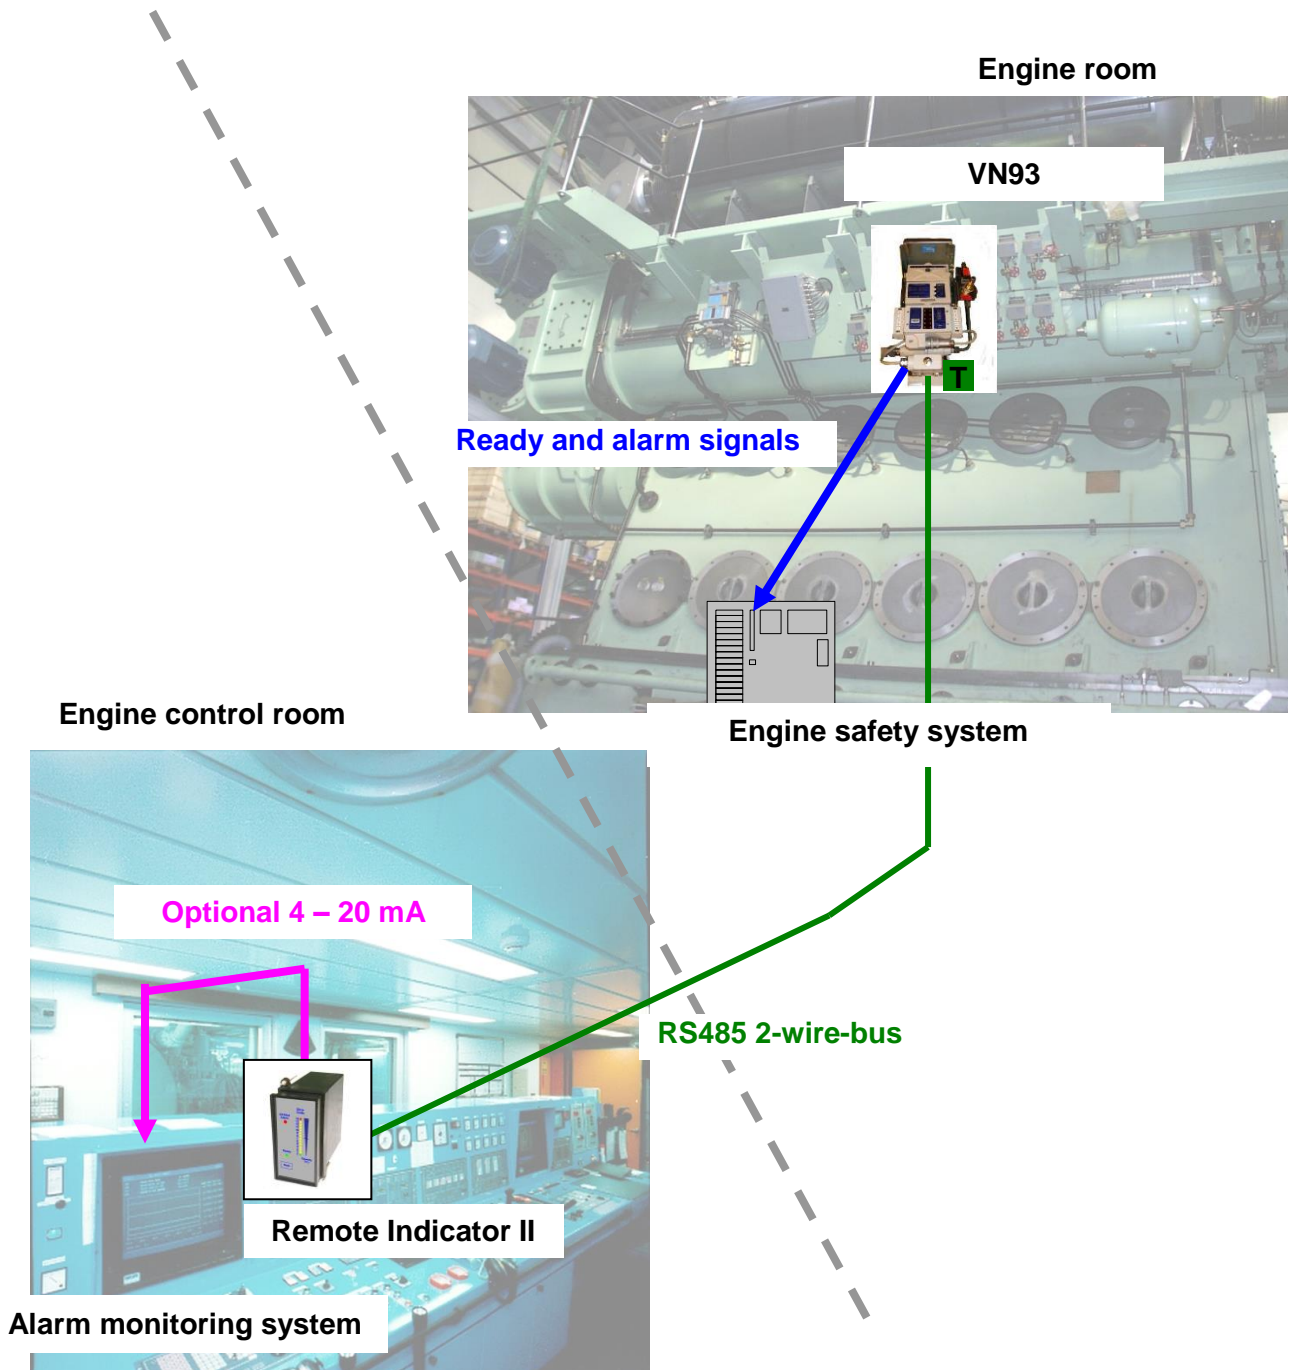 Engine room
VN93
T
Ready and alarm signals
Engine control room
Engine safety system
Optional 4 – 20 mA
RS485 2-wire-bus
Remote Indicator II
Alarm monitoring system